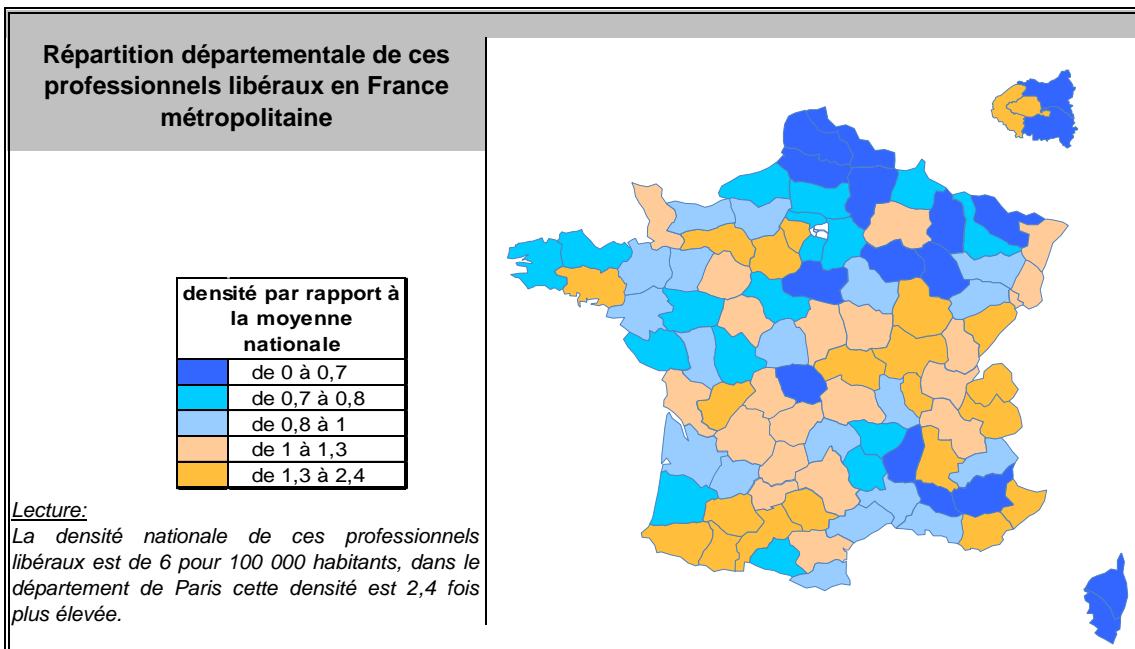 Répartition départementale de ces
professionnels libéraux en France
métropolitaine
densité par rapport à
la moyenne
nationale
de 0 à 0,7
de 0,7 à 0,8
de 0,8 à 1
de 1 à 1,3
de 1,3 à 2,4
Lecture:
La densité nationale de ces professionnels
libéraux est de 6 pour 100 000 habitants, dans le
département de Paris cette densité est 2,4 fois
plus élevée.